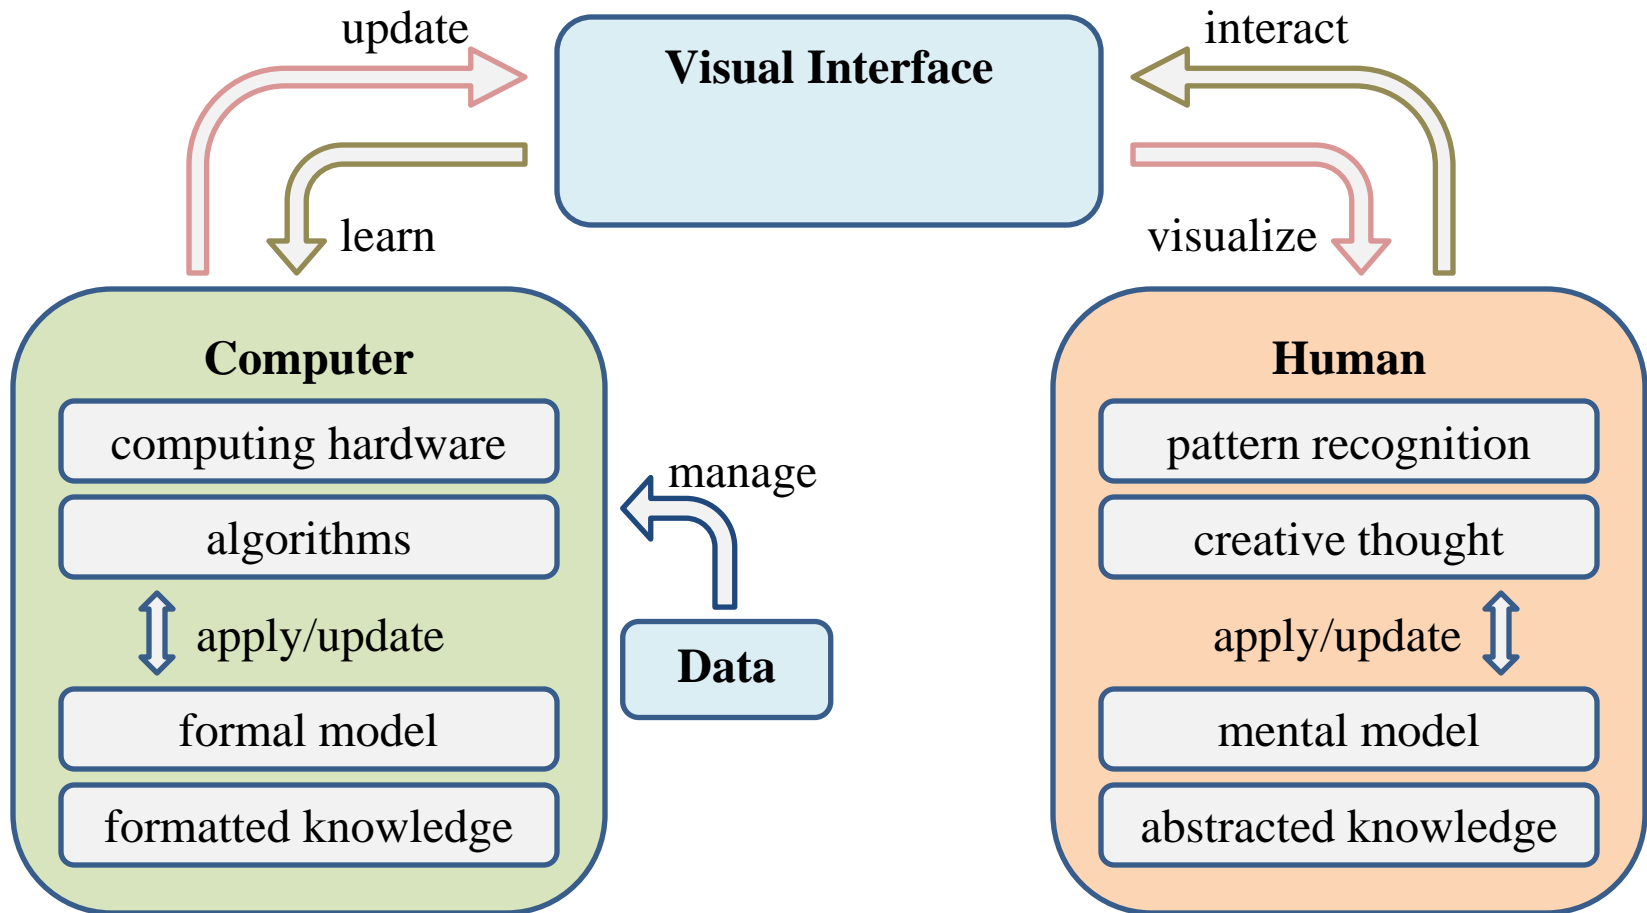 update
Visual Interface
interact
learn
visualize
Computer
computing hardware
algorithms
apply/update
formal model
formatted knowledge
manage
Data
Human
pattern recognition
creative thought
apply/update
mental model
abstracted knowledge